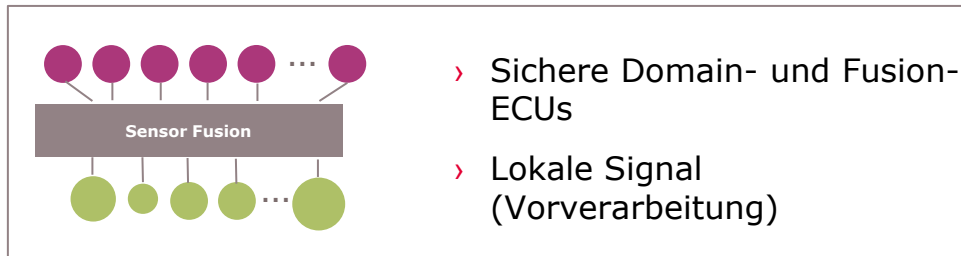 ...
Sensor Fusion
...
› Sichere Domain- und Fusion-
ECUs
› Lokale Signal
(Vorverarbeitung)